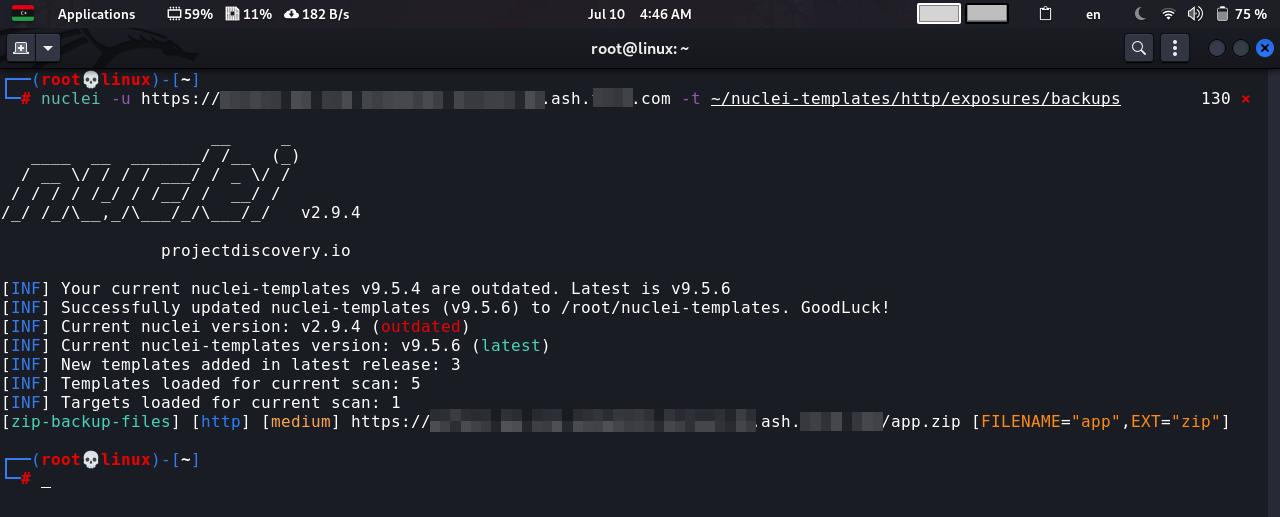 Applications 59% 11% 182 B/s Jul 10 4:46 AM en 75 %
root@linux: ~
┌──(root💀linux)-[~]
└─# nuclei -u https://.ash..com -t ~/nuclei-templates/http/exposures/backups 130 ⨯
                     __     _
   ____  __  _______/ /__  (_)
  / __ \/ / / / ___/ / _ \/ /
 / / / / /_/ / /__/ /  __/ /
/_/ /_/\__,_/\___/_/\___/_/   v2.9.4
projectdiscovery.io
[INF] Your current nuclei-templates v9.5.4 are outdated. Latest is v9.5.6
[INF] Successfully updated nuclei-templates (v9.5.6) to /root/nuclei-templates. GoodLuck!
[INF] Current nuclei version: v2.9.4 (outdated)
[INF] Current nuclei-templates version: v9.5.6 (latest)
[INF] New templates added in latest release: 3
[INF] Templates loaded for current scan: 5
[INF] Targets loaded for current scan: 1
[zip-backup-files] [http] [medium] https://.ash./app.zip [FILENAME="app",EXT="zip"]
┌──(root💀linux)-[~]
└─# _